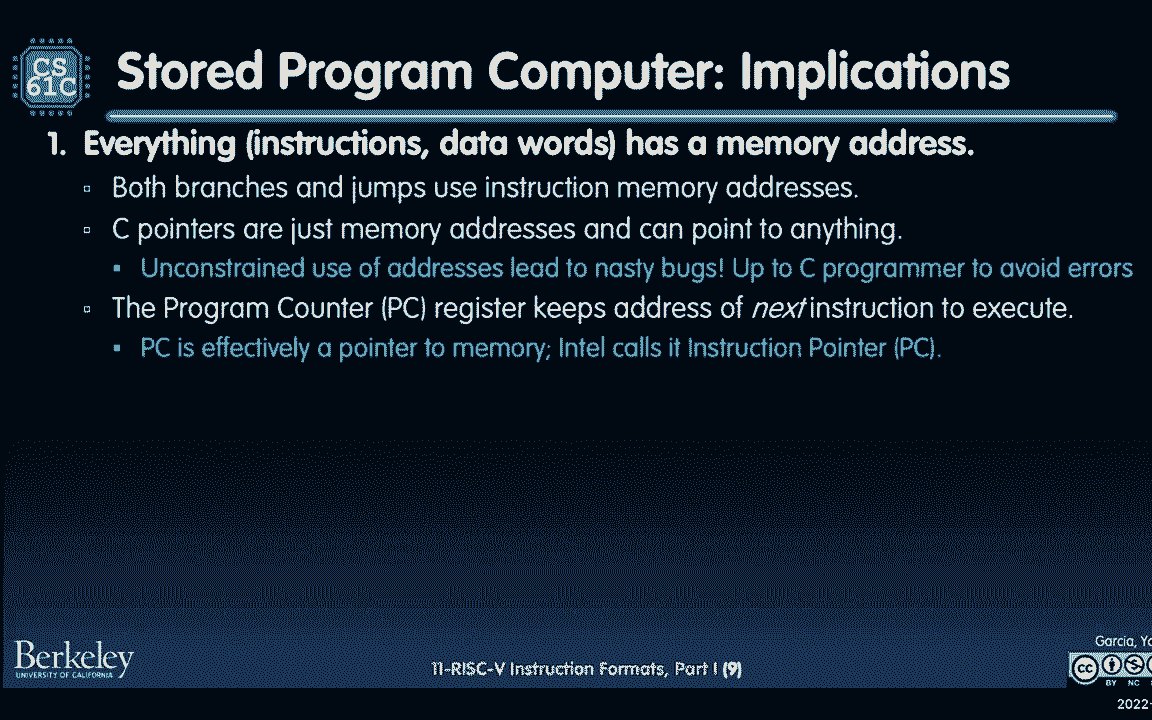 CS
61C
Stored Program Computer: Implications
1. Everything (instructions, data words) has a memory address.
Both branches and jumps use instruction memory addresses.
C pointers are just memory addresses and can point to anything.
Unconstrained use of addresses lead to nasty bugs! Up to C programmer to avoid errors
The Program Counter (PC) register keeps address of next instruction to execute.
PC is effectively a pointer to memory; Intel calls it Instruction Pointer (PC).
Berkeley
UNIVERSITY OF CALIFORNIA
11-RISC-V Instruction Formats, Part I (9)
Garcia,
cc
BY NC
2022-